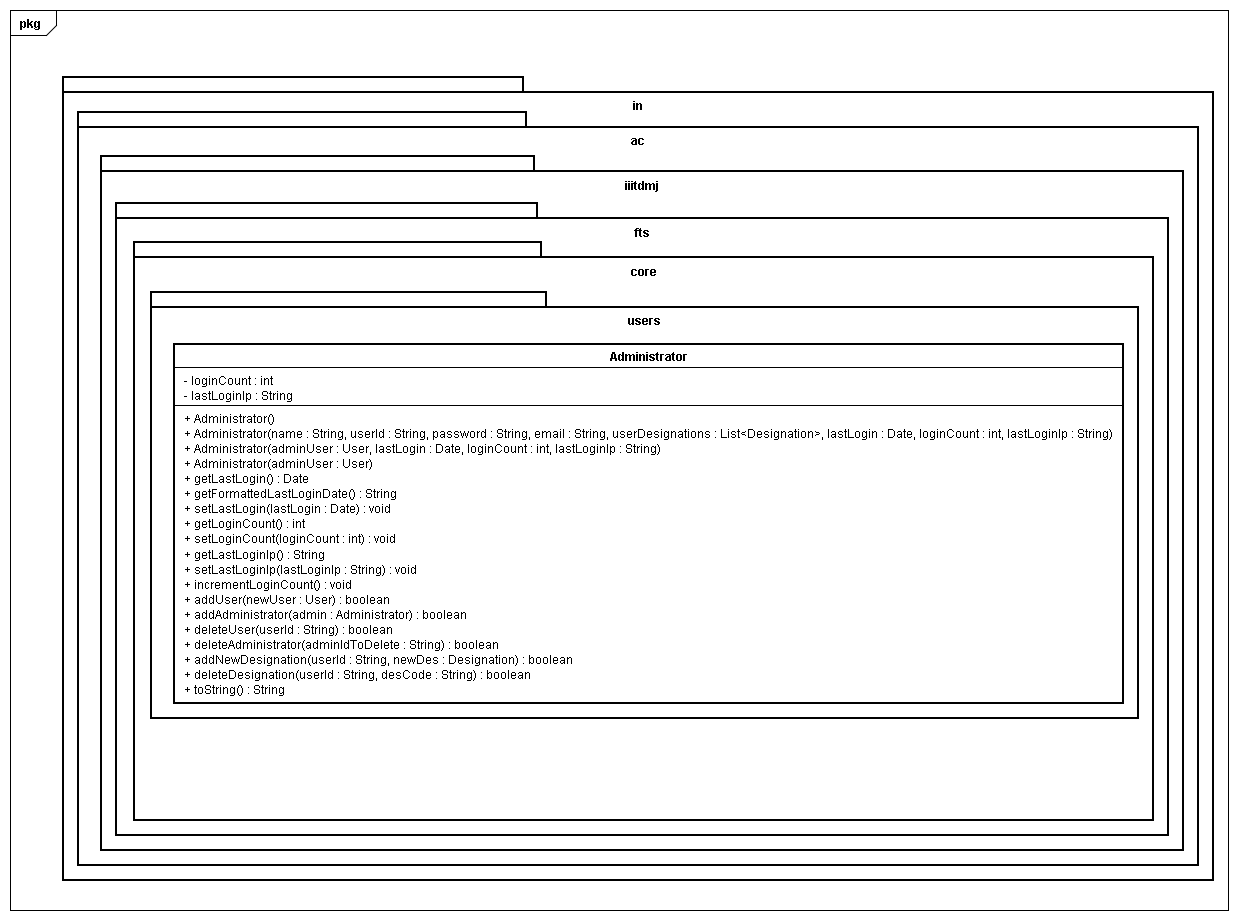 pkg
in
ac
iiitdmj
fts
core
users
Administrator
- loginCount : int
- lastLoginIp : String
+ Administrator()
+ Administrator(name : String, userId : String, password : String, email : String, userDesignations : List<Designation>, lastLogin : Date, loginCount : int, lastLoginIp : String)
+ Administrator(adminUser : User, lastLogin : Date, loginCount : int, lastLoginIp : String)
+ Administrator(adminUser : User)
+ getLastLogin() : Date
+ getFormattedLastLoginDate() : String
+ setLastLogin(lastLogin : Date) : void
+ getLoginCount() : int
+ setLoginCount(loginCount : int) : void
+ getLastLoginIp() : String
+ setLastLoginIp(lastLoginIp : String) : void
+ incrementLoginCount() : void
+ addUser(newUser : User) : boolean
+ addAdministrator(admin : Administrator) : boolean
+ deleteUser(userId : String) : boolean
+ deleteAdministrator(adminIdToDelete : String) : boolean
+ addNewDesignation(userId : String, newDes : Designation) : boolean
+ deleteDesignation(userId : String, desCode : String) : boolean
+ toString() : String